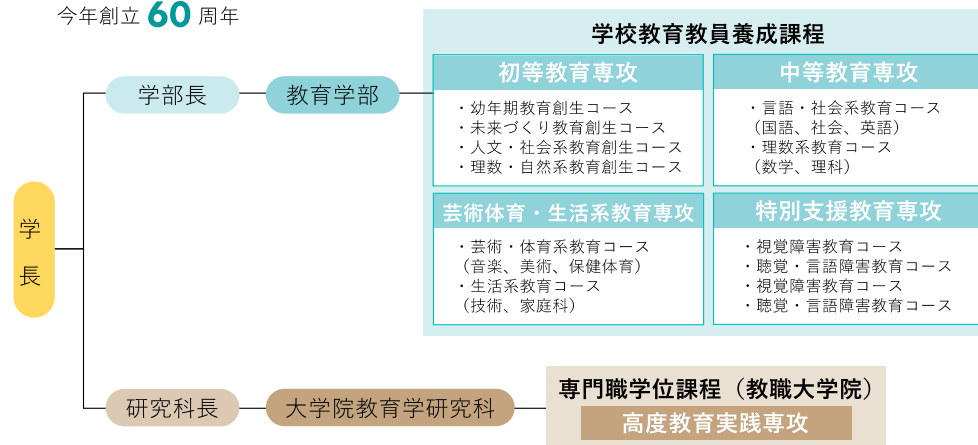 今年創立 60 周年
学長
学部長
教育学部
学校教育教員養成課程
初等教育専攻
・幼年期教育創生コース
・未来づくり教育創生コース
・人文・社会系教育創生コース
・理数・自然系教育創生コース
中等教育専攻
・言語・社会系教育コース
（国語、社会、英語）
・理数系教育コース
（数学、理科）
芸術体育・生活系教育専攻
・芸術・体育系教育コース
（音楽、美術、保健体育）
・生活系教育コース
（技術、家庭科）
特別支援教育専攻
・視覚障害教育コース
・聴覚・言語障害教育コース
・視覚障害教育コース
・聴覚・言語障害教育コース
研究科長
大学院教育学研究科
専門職学位課程（教職大学院）
高度教育実践専攻